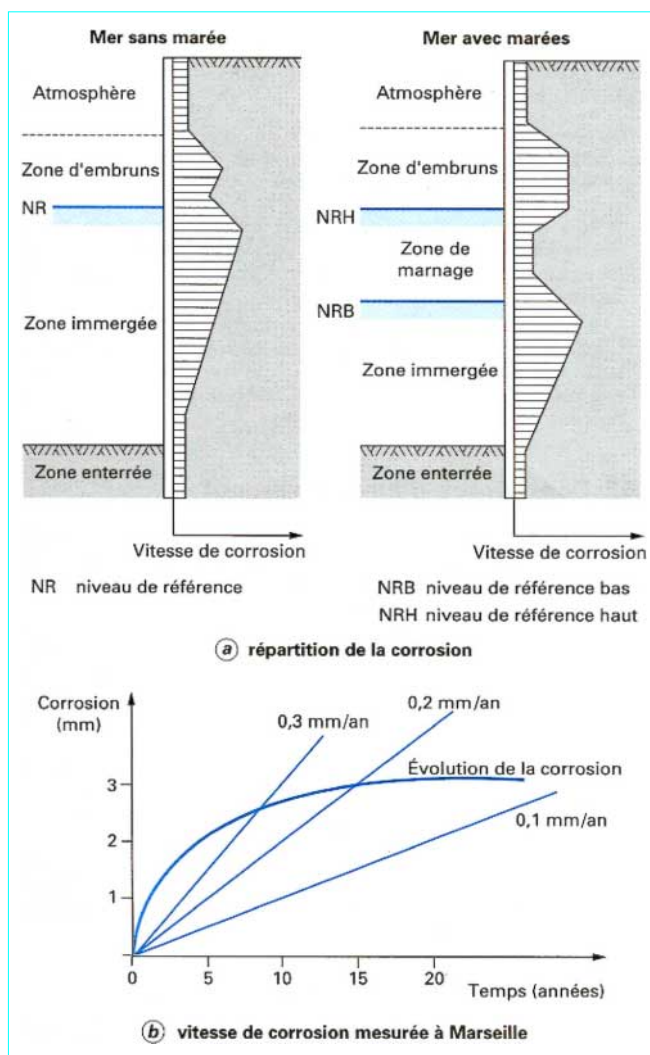 Mer sans marée
Atmosphère
Zone d'embruns
NR
Zone immergée
Zone enterrée
Vitesse de corrosion
NR niveau de référence
Mer avec marées
Atmosphère
Zone d'embruns
NRH
Zone de
marnage
NRB
Zone immergée
Zone enterrée
Vitesse de corrosion
NRB niveau de référence bas
NRH niveau de référence haut
a répartition de la corrosion
Corrosion
(mm)
0,3 mm/an
0,2 mm/an
Évolution de la corrosion
0,1 mm/an
3
2
1
0 5 10 15 20
Temps (années)
b vitesse de corrosion mesurée à Marseille